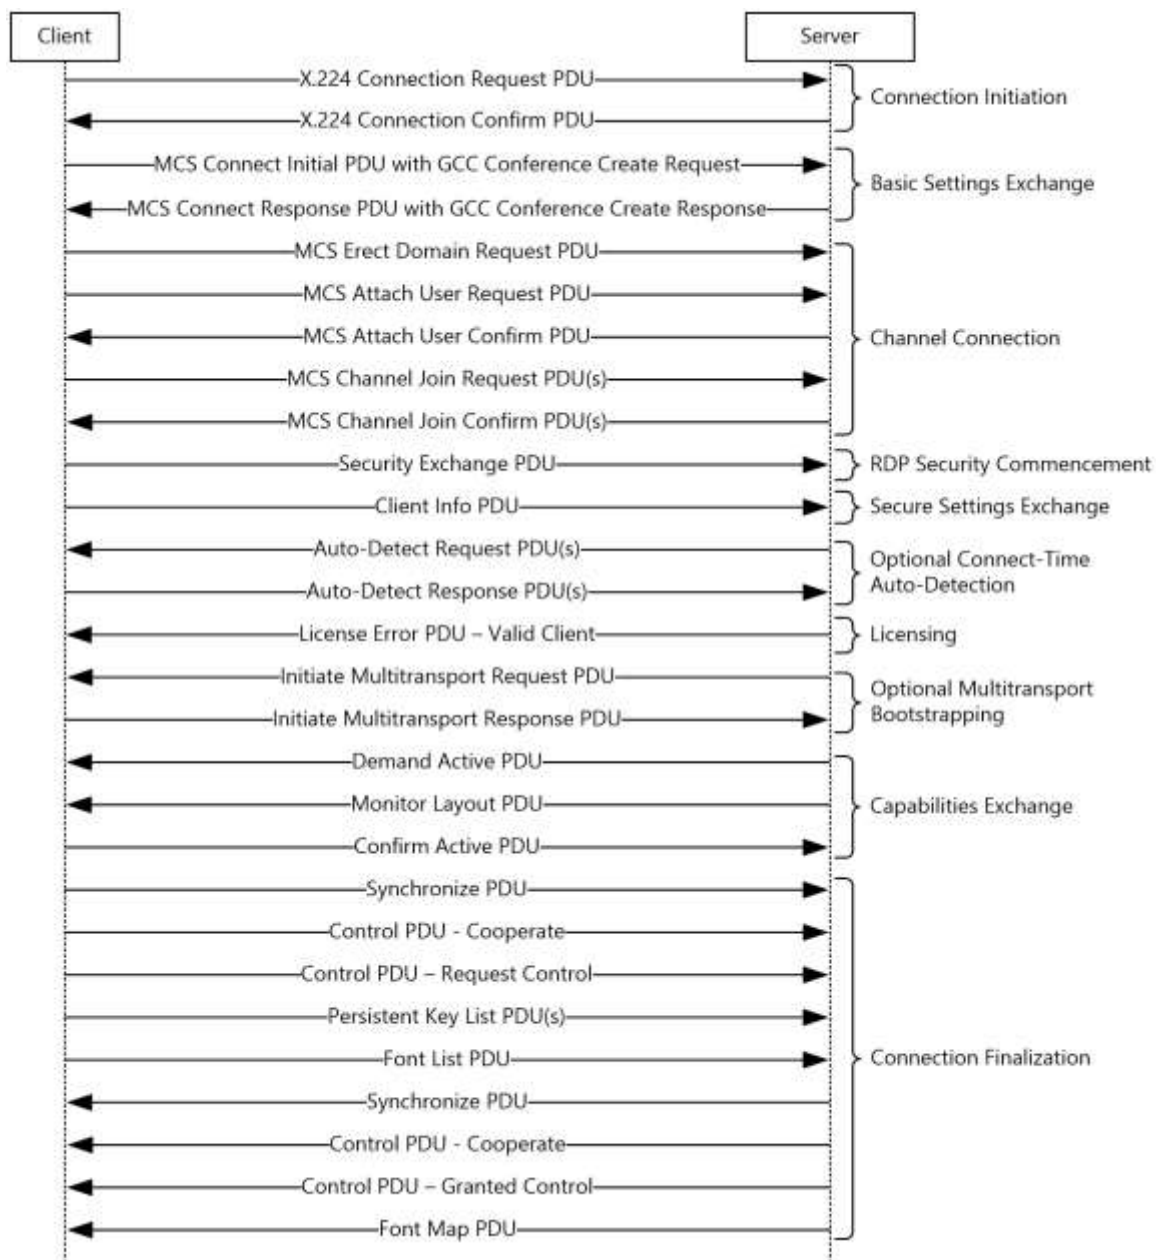 Client
Server
X.224 Connection Request PDU
X.224 Connection Confirm PDU
Connection Initiation
MCS Connect Initial PDU with GCC Conference Create Request
MCS Connect Response PDU with GCC Conference Create Response
Basic Settings Exchange
MCS Erect Domain Request PDU
MCS Attach User Request PDU
MCS Attach User Confirm PDU
MCS Channel Join Request PDU(s)
MCS Channel Join Confirm PDU(s)
Channel Connection
Security Exchange PDU
RDP Security Commencement
Client Info PDU
Secure Settings Exchange
Auto-Detect Request PDU(s)
Auto-Detect Response PDU(s)
Optional Connect-Time
Auto-Detection
License Error PDU – Valid Client
Licensing
Initiate Multitransport Request PDU
Initiate Multitransport Response PDU
Optional Multitransport
Bootstrapping
Demand Active PDU
Monitor Layout PDU
Confirm Active PDU
Capabilities Exchange
Synchronize PDU
Control PDU - Cooperate
Control PDU – Request Control
Persistent Key List PDU(s)
Font List PDU
Synchronize PDU
Control PDU - Cooperate
Control PDU – Granted Control
Font Map PDU
Connection Finalization